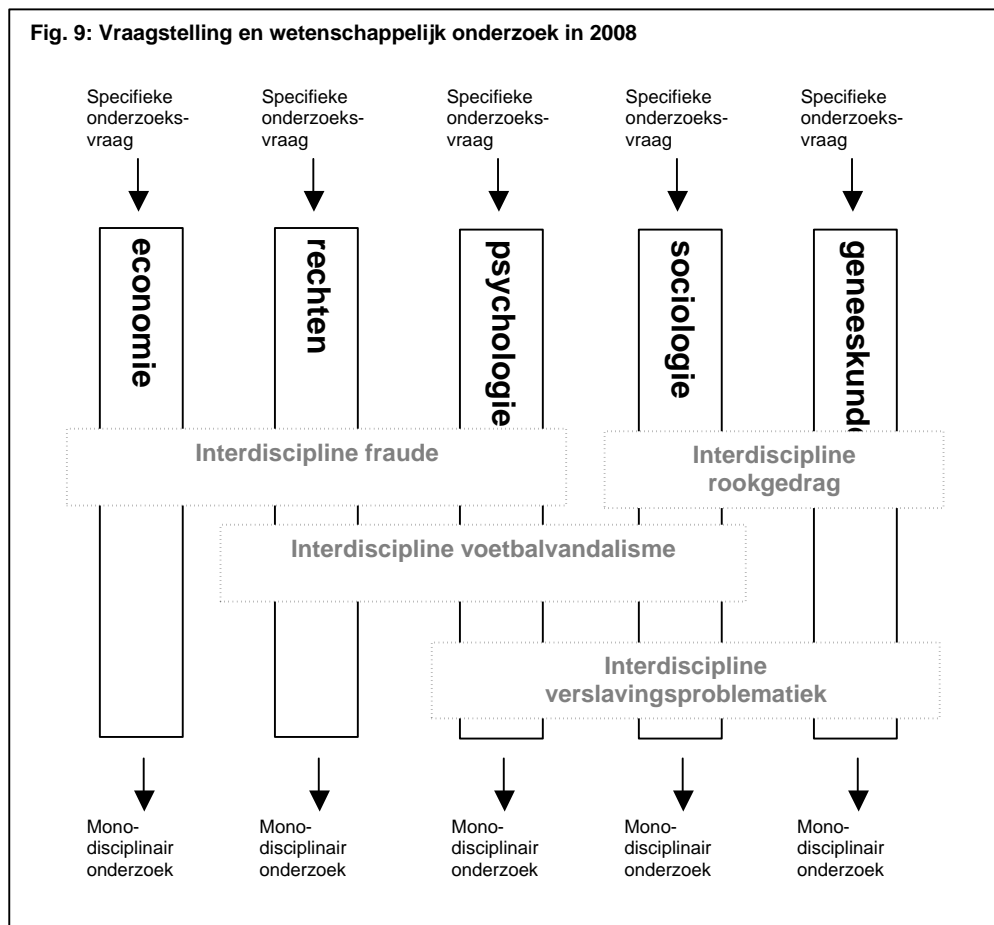 Fig. 9: Vraagstelling en wetenschappelijk onderzoek in 2008
Specifieke
onderzoeks-
vraag
Specifieke
onderzoeks-
vraag
Specifieke
onderzoeks-
vraag
Specifieke
onderzoeks-
vraag
Specifieke
onderzoeks-
vraag
economie
rechten
psychologie
sociologie
geneeskunde
Interdiscipline fraude
Interdiscipline
rookgedrag
Interdiscipline voetbalvandalisme
Interdiscipline
verslavingsproblematiek
Mono-
disciplinair
onderzoek
Mono-
disciplinair
onderzoek
Mono-
disciplinair
onderzoek
Mono-
disciplinair
onderzoek
Mono-
disciplinair
onderzoek